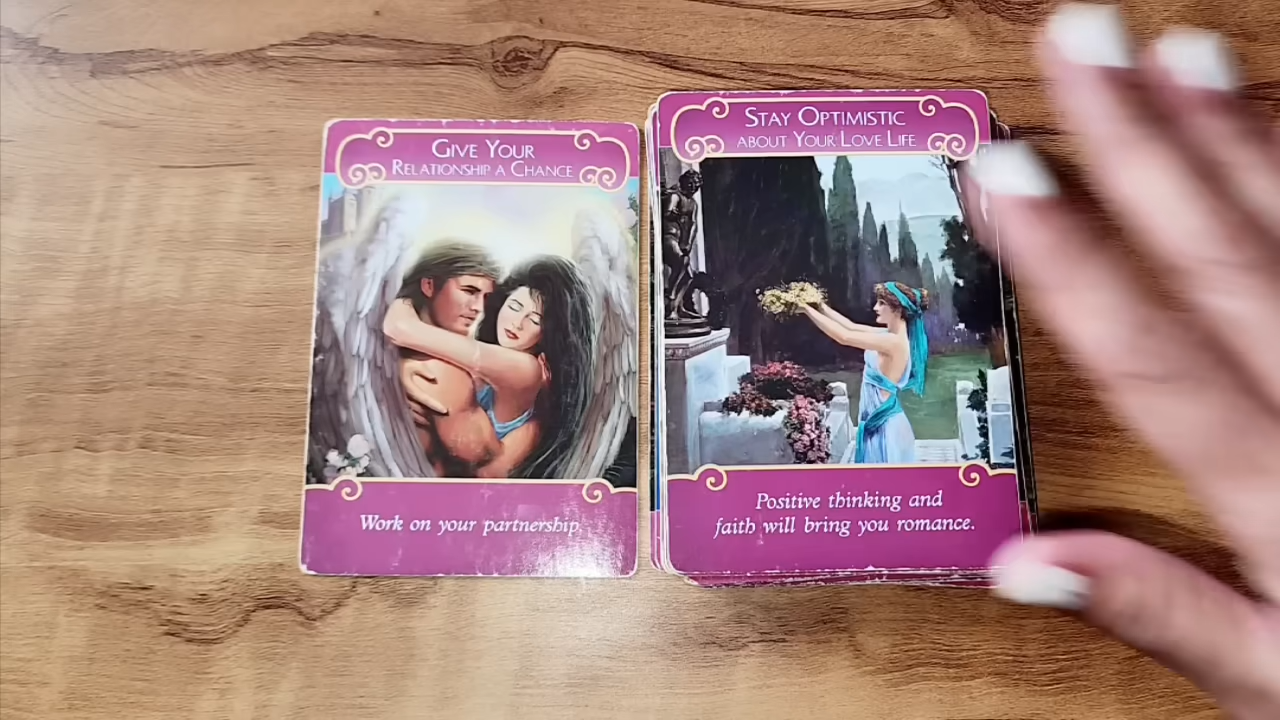 GIVE YOUR
RELATIONSHIP A CHANCE
Work on your partnership.
STAY OPTIMISTIC
ABOUT YOUR LOVE LIFE
Positive thinking and
faith will bring you romance.